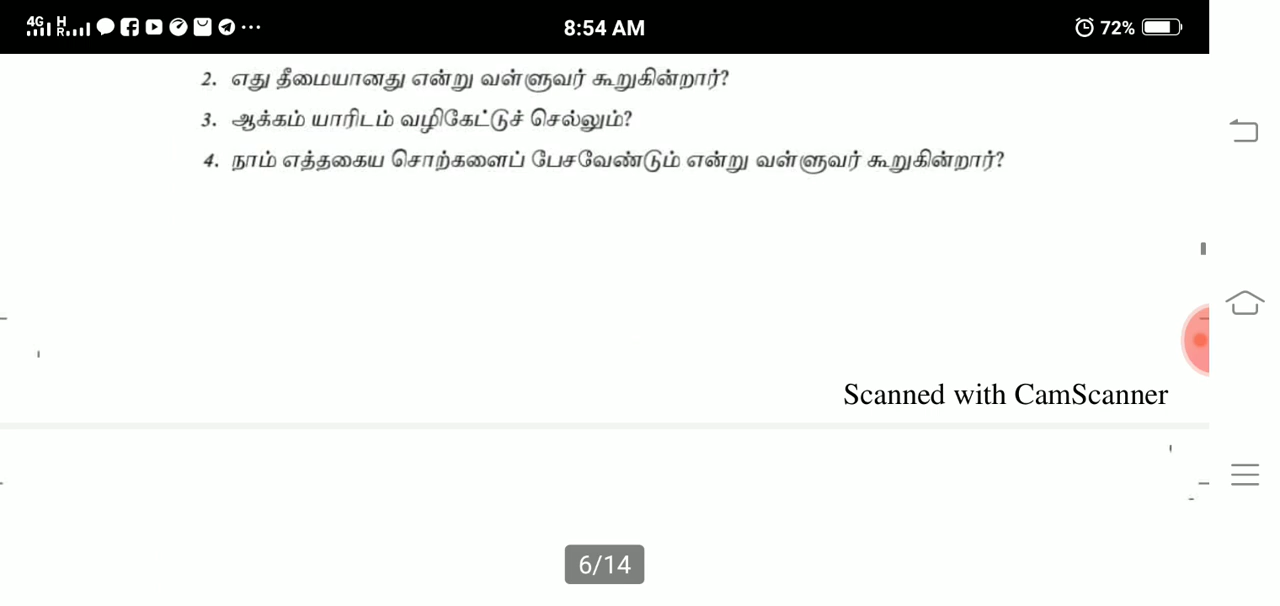 4G H R 8:54 AM 72%
2. எது தீமையானது என்று வள்ளுவர் கூறுகின்றார்?
3. ஆக்கம் யாரிடம் வழிகேட்டுச் செல்லும்?
4. நாம் எத்தகைய சொற்களைப் பேசவேண்டும் என்று வள்ளுவர் கூறுகின்றார்?
Scanned with CamScanner
6/14